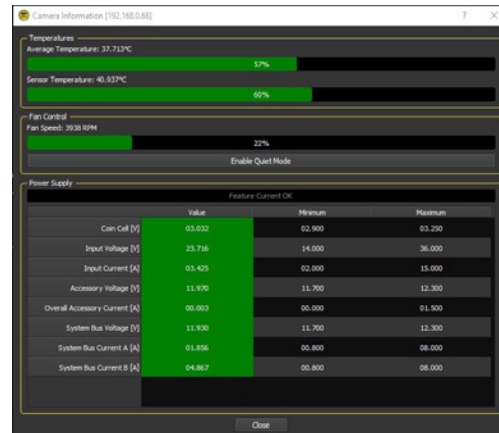 Camera Information [192.168.0.68]
Temperatures
Average Temperature: 37.713°C
57%
Sensor Temperature: 40.937°C
60%
Fan Control
Fan Speed: 3938 RPM
22%
Enable Quiet Mode
Power Supply
Feature Current OK
Value Minimum Maximum
Coin Cell [V] 03.032 02.900 03.250
Input Voltage [V] 23.716 14.000 36.000
Input Current [A] 03.425 02.000 15.000
Accessory Voltage [V] 11.970 11.700 12.300
Overall Accessory Current [A] 00.003 00.000 01.500
System Bus Voltage [V] 11.930 11.700 12.300
System Bus Current A [A] 01.856 00.800 08.000
System Bus Current B [A] 04.867 00.800 08.000
Close